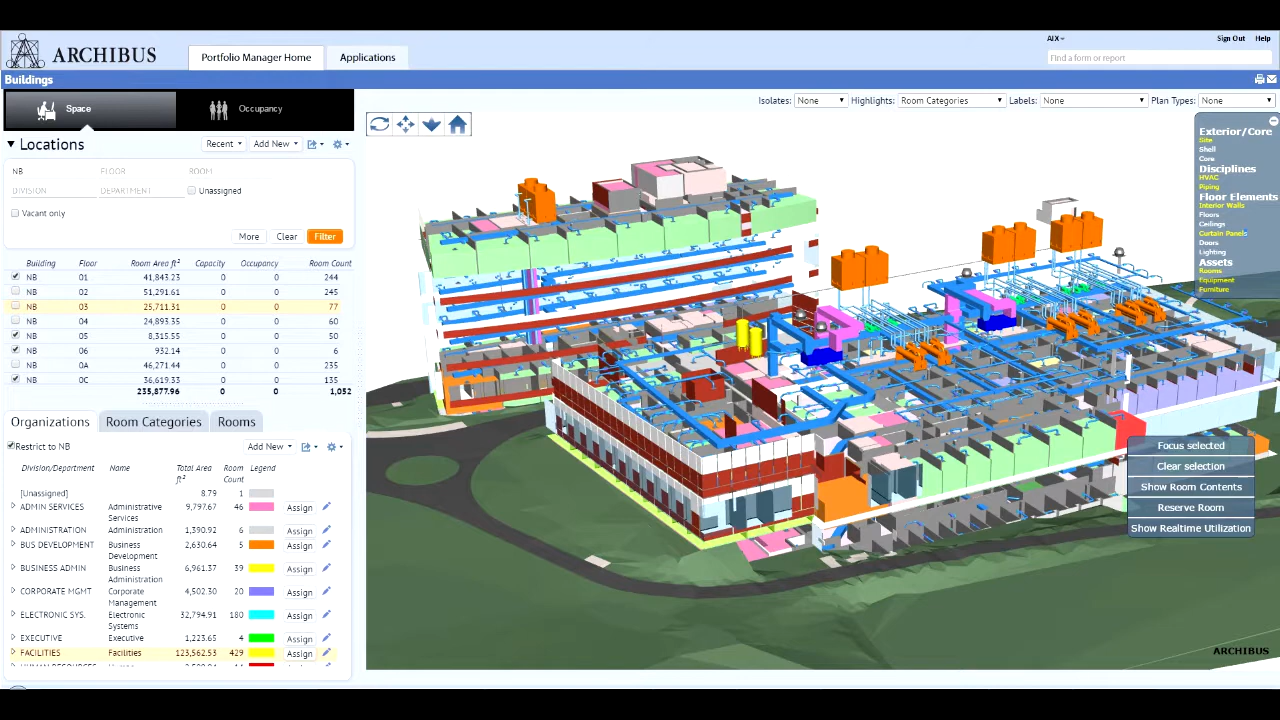 ARCHIBUS
Portfolio Manager Home
Applications
AIX
Sign Out Help
Find a form or report
Buildings
Space
Occupancy
Isolates: None Highlights: Room Categories Labels: None Plan Types: None
Locations
Recent Add New
NB FLOOR ROOM
DIVISION DEPARTMENT Unassigned
Vacant only
More Clear Filter
Building Floor Room Area ft² Capacity Occupancy Room Count
NB 01 41,843.23 0 0 244
NB 02 51,291.61 0 0 245
NB 03 25,711.31 0 0 77
NB 04 24,893.35 0 0 60
NB 05 8,315.55 0 0 50
NB 06 932.14 0 0 6
NB 0A 46,271.44 0 0 235
NB 0C 36,619.33 0 0 135
235,877.96 0 0 1,052
Organizations Room Categories Rooms
Restrict to NB Add New
Division/Department Name Total Area ft² Room Count Legend
[Unassigned] 8.79 1
ADMIN SERVICES Administrative Services 9,797.67 46 Assign
ADMINISTRATION Administration 1,390.92 6 Assign
BUS DEVELOPMENT Business Development 2,630.64 5 Assign
BUSINESS ADMIN Business Administration 6,961.37 39 Assign
CORPORATE MGMT Corporate Management 4,502.30 20 Assign
ELECTRONIC SYS. Electronic Systems 32,794.91 180 Assign
EXECUTIVE Executive 1,223.65 4 Assign
FACILITIES Facilities 123,562.53 429 Assign
Exterior/Core
Site
Shell
Core
Disciplines
HVAC
Piping
Floor Elements
Interior Walls
Floors
Ceilings
Curtain Panels
Doors
Lighting
Assets
Rooms
Equipment
Furniture
Focus selected
Clear selection
Show Room Contents
Reserve Room
Show Realtime Utilization
ARCHIBUS